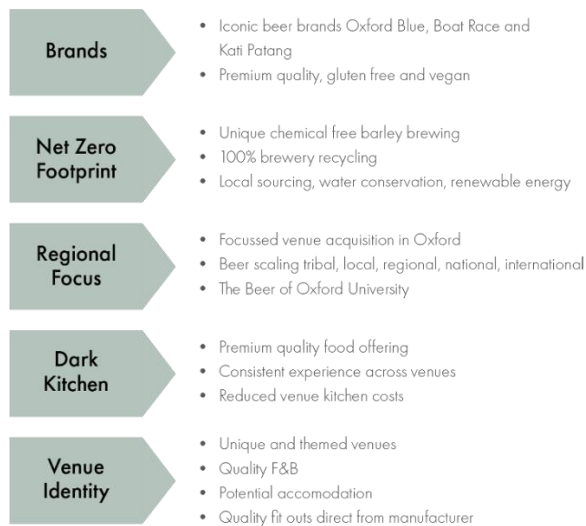 Brands
• Iconic beer brands Oxford Blue, Boat Race and
Kati Patang
• Premium quality, gluten free and vegan
Net Zero
Footprint
• Unique chemical free barley brewing
• 100% brewery recycling
• Local sourcing, water conservation, renewable energy
Regional
Focus
• Focussed venue acquisition in Oxford
• Beer scaling tribal, local, regional, national, international
• The Beer of Oxford University
Dark
Kitchen
• Premium quality food offering
• Consistent experience across venues
• Reduced venue kitchen costs
Venue
Identity
• Unique and themed venues
• Quality F&B
• Potential accomodation
• Quality fit outs direct from manufacturer